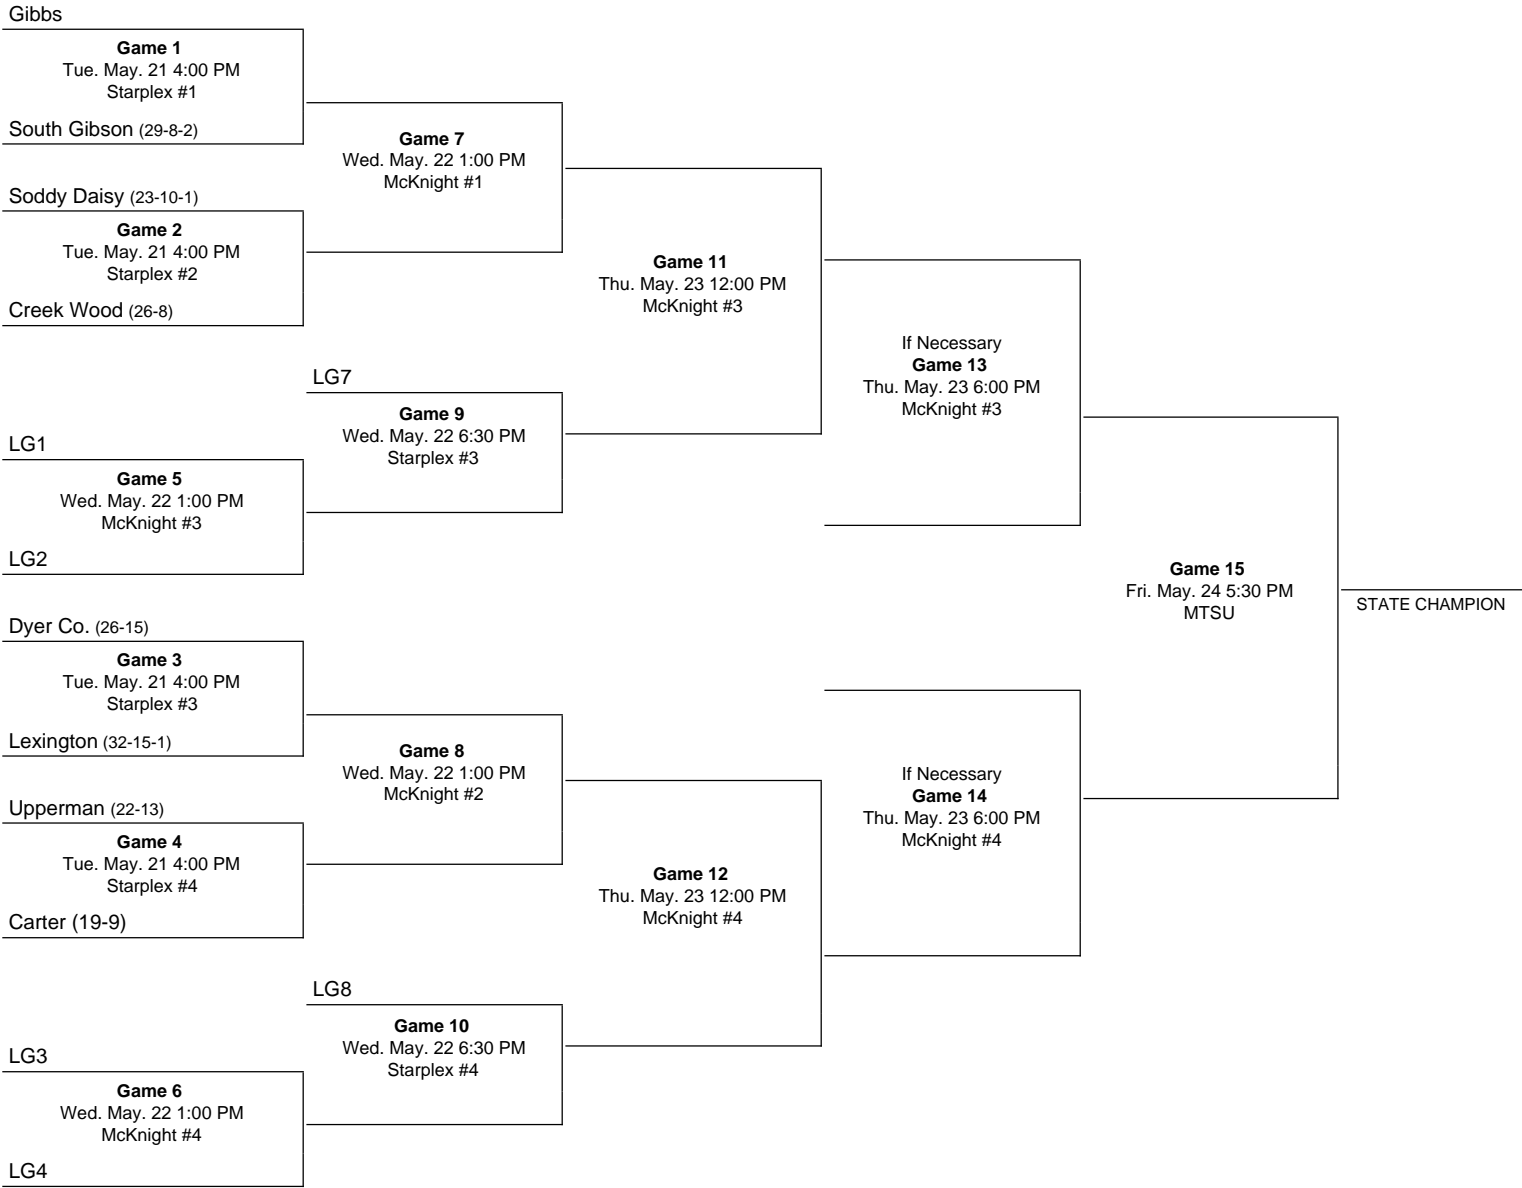 Gibbs
Game 1
Tue. May. 21 4:00 PM
Starplex #1
South Gibson (29-8-2)
Game 7
Wed. May. 22 1:00 PM
McKnight #1
Soddy Daisy (23-10-1)
Game 2
Tue. May. 21 4:00 PM
Starplex #2
Creek Wood (26-8)
Game 11
Thu. May. 23 12:00 PM
McKnight #3
If Necessary
Game 13
Thu. May. 23 6:00 PM
McKnight #3
LG7
Game 9
Wed. May. 22 6:30 PM
Starplex #3
LG1
Game 5
Wed. May. 22 1:00 PM
McKnight #3
LG2
Game 15
Fri. May. 24 5:30 PM
MTSU
STATE CHAMPION
Dyer Co. (26-15)
Game 3
Tue. May. 21 4:00 PM
Starplex #3
Lexington (32-15-1)
Game 8
Wed. May. 22 1:00 PM
McKnight #2
If Necessary
Game 14
Thu. May. 23 6:00 PM
McKnight #4
Upperman (22-13)
Game 4
Tue. May. 21 4:00 PM
Starplex #4
Carter (19-9)
Game 12
Thu. May. 23 12:00 PM
McKnight #4
LG8
Game 10
Wed. May. 22 6:30 PM
Starplex #4
LG3
Game 6
Wed. May. 22 1:00 PM
McKnight #4
LG4